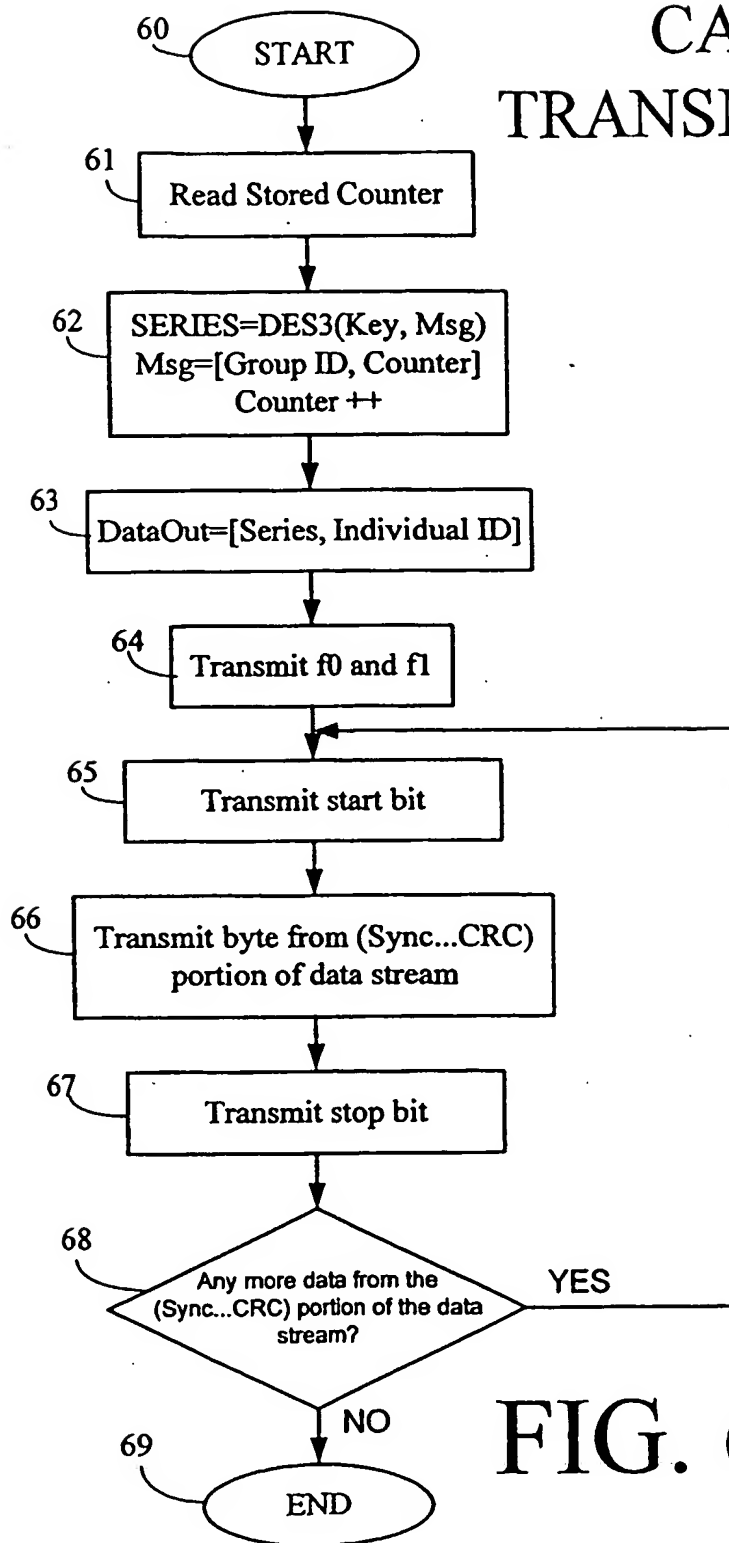 60
START
CA
TRANSI
61
Read Stored Counter
62
SERIES=DES3(Key, Msg)
Msg=[Group ID, Counter]
Counter ++
63
DataOut=[Series, Individual ID]
64
Transmit f0 and f1
65
Transmit start bit
66
Transmit byte from (Sync...CRC)
portion of data stream
67
Transmit stop bit
68
Any more data from the
(Sync...CRC) portion of the data
stream?
YES
NO
FIG.
69
END